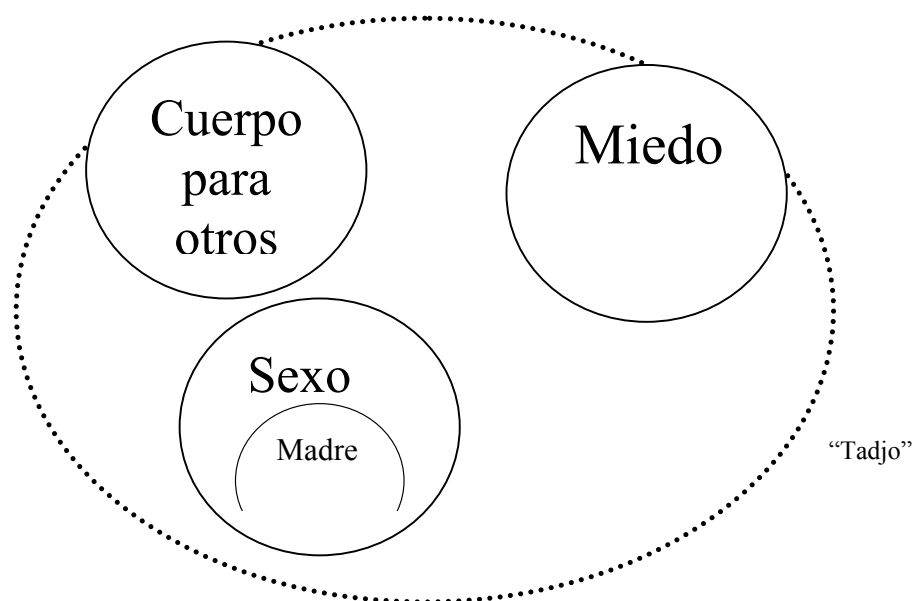 Cuerpo
para
otros
Miedo
Sexo
Madre
“Tadjo”